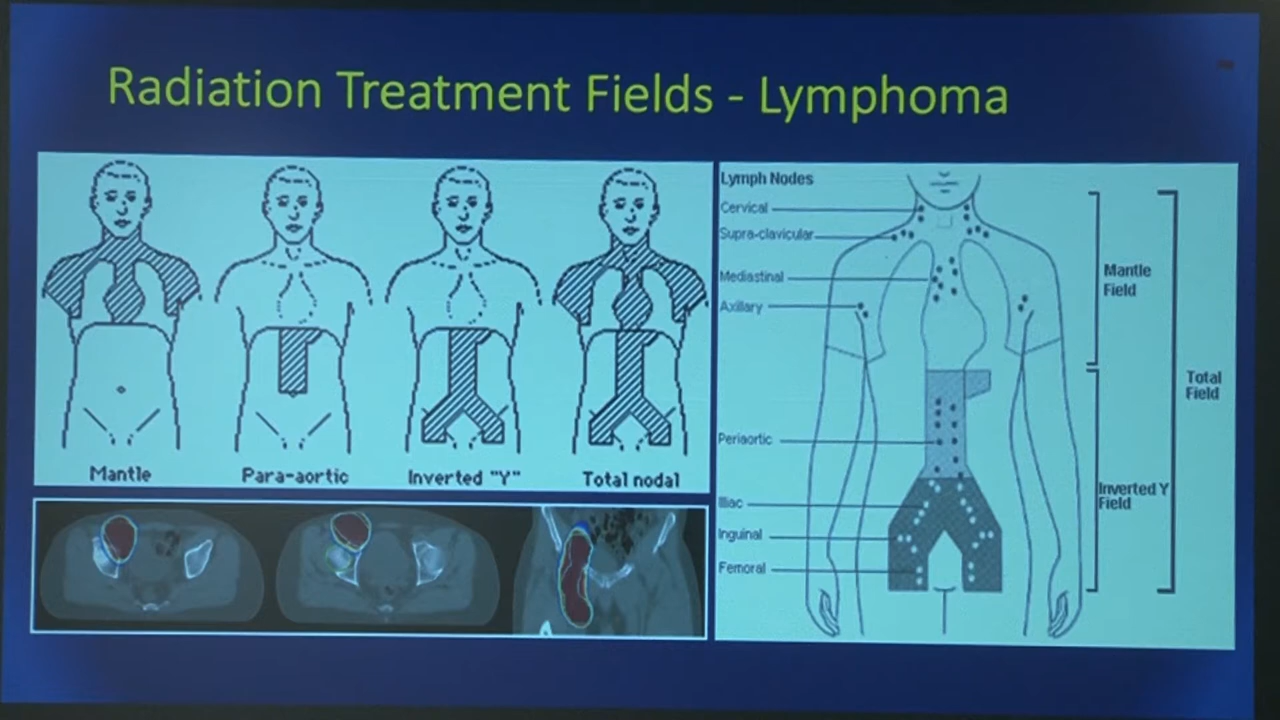 Radiation Treatment Fields - Lymphoma
Mantle
Para-aortic
Inverted "Y"
Total nodal
Lymph Nodes
Cervical
Supra-clavicular
Mediastinal
Axillary
Periaortic
Iliac
Inguinal
Femoral
Mantle
Field
Inverted Y
Field
Total
Field